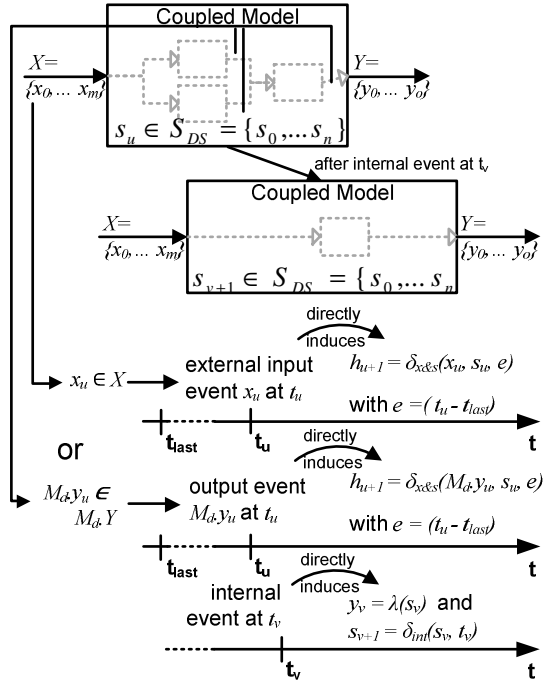 Coupled Model
X=
{x0,... xm}
Y=
{y0,... yo}
su ∈ SDS = {s0,...sn}
after internal event at tv
Coupled Model
X=
{x0,... xm}
Y=
{y0,... yo}
sv+1 ∈ SDS = {s0,...sn
directly
induces
xu ∈ X
external input
event xu at tu
hu+1 = δx&s(xu, su, e)
with e =(tu - tlast)
tlast
tu
t
or
directly
induces
Md.yu ∈
Md.Y
output event
Md.yu at tu
hu+1 = δx&s(Md.yu, su, e)
with e = (tu - tlast)
tlast
tu
t
internal
event at tv
directly
induces
yv = λ(sv) and
sv+1 = δint(sv, tv)
tv
t